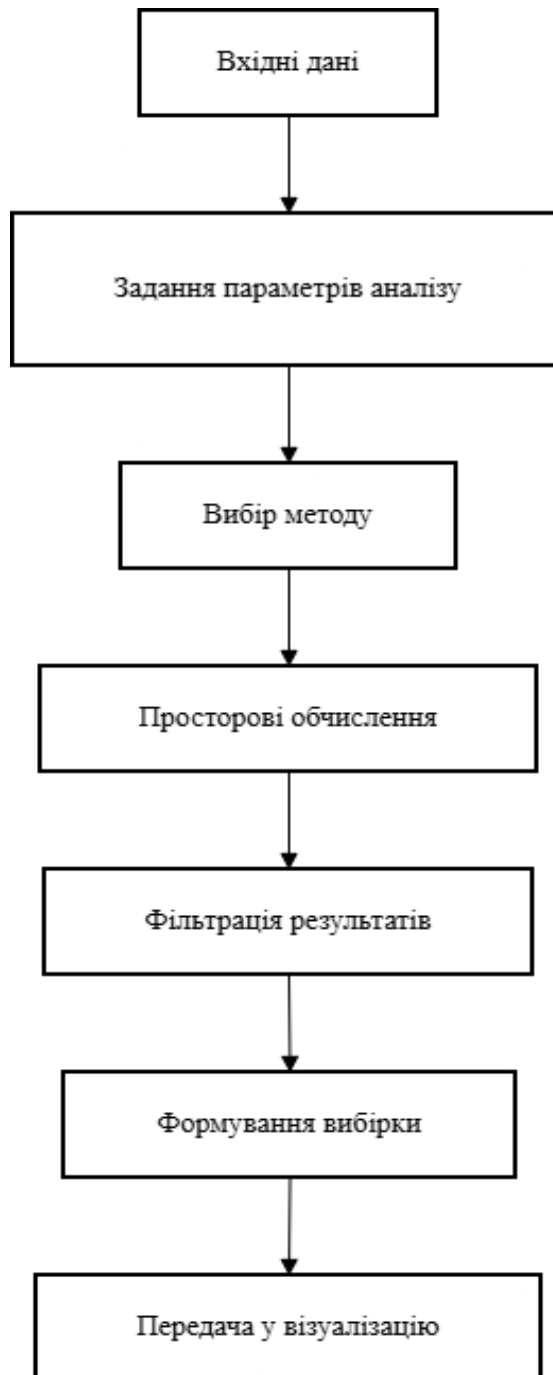 Вхідні дані
Задання параметрів аналізу
Вибір методу
Просторові обчислення
Фільтрація результатів
Формування вибірки
Передача у візуалізацію